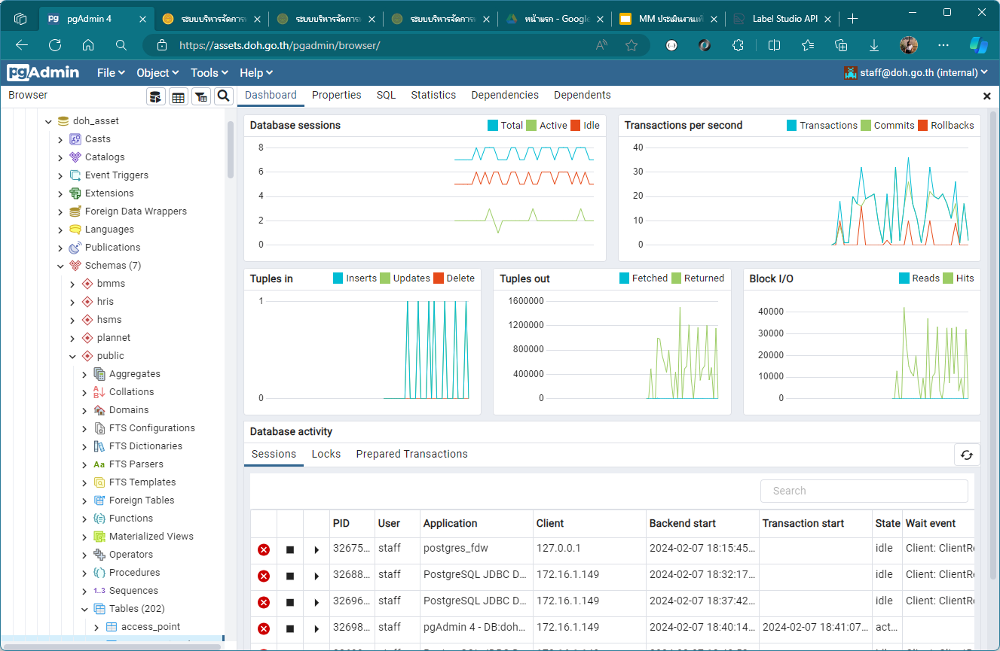 pgAdmin 4
ระบบบริหารจัดการ
ระบบบริหารจัดการ
ระบบบริหารจัดการ
หน้าแรก - Google
MM ประเมินงาน
Label Studio API
https://assets.doh.go.th/pgadmin/browser/
pgAdmin
File
Object
Tools
Help
staff@doh.go.th (internal)
Browser
Dashboard
Properties
SQL
Statistics
Dependencies
Dependents
doh_asset
Casts
Catalogs
Event Triggers
Extensions
Foreign Data Wrappers
Languages
Publications
Schemas (7)
bmms
hris
hsms
plannet
public
Aggregates
Collations
Domains
FTS Configurations
FTS Dictionaries
Aa FTS Parsers
FTS Templates
Foreign Tables
Functions
Materialized Views
Operators
Procedures
1..3 Sequences
Tables (202)
access_point
Database sessions
Total Active Idle
8
6
4
2
0
Transactions per second
Transactions Commits Rollbacks
40
30
20
10
0
Tuples in
Inserts Updates Delete
1
0
Tuples out
Fetched Returned
1600000
1200000
800000
400000
0
Block I/O
Reads Hits
40000
30000
20000
10000
0
Database activity
Sessions
Locks
Prepared Transactions
Search
PID User Application Client Backend start Transaction start State Wait event
32675... staff postgres_fdw 127.0.0.1 2024-02-07 18:15:45... idle Client: ClientRe
32688... staff PostgreSQL JDBC D... 172.16.1.149 2024-02-07 18:32:17... idle Client: ClientRe
32696... staff PostgreSQL JDBC D... 172.16.1.149 2024-02-07 18:37:42... idle Client: ClientRe
32698... staff pgAdmin 4 - DB:doh... 172.16.1.149 2024-02-07 18:40:14... 2024-02-07 18:41:07... act...